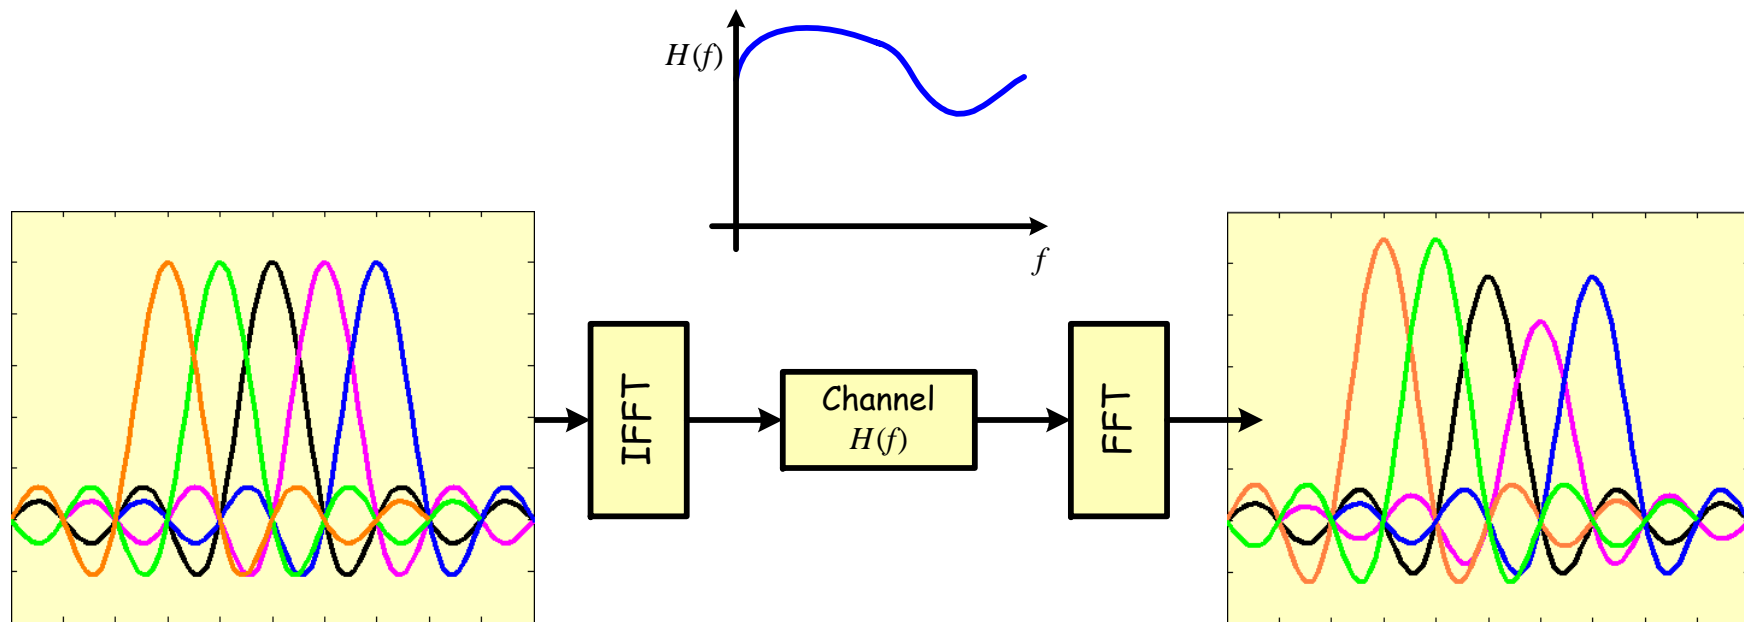 H(f)
f
IFFT
Channel
H(f)
FFT